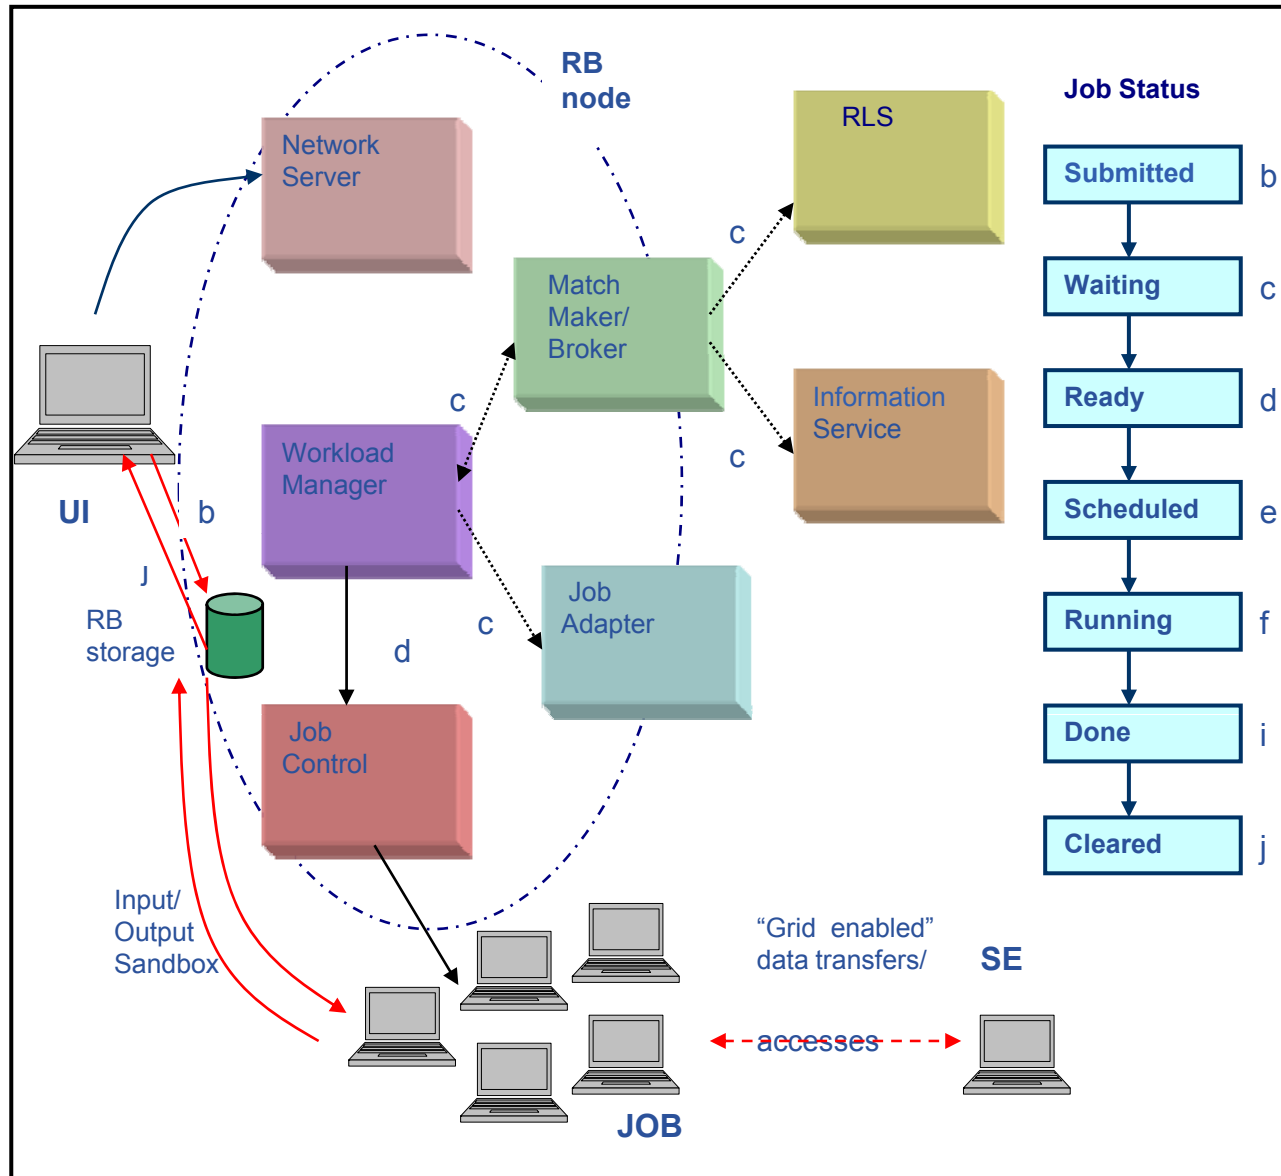 RB
node
Job Status
Network
Server
RLS
Submitted
b
c
Match
Maker/
Broker
Waiting
c
c
Workload
Manager
Information
Service
c
Ready
d
UI
b
Scheduled
e
J
RB
storage
d
c
Job
Adapter
Running
f
Job
Control
Done
i
Cleared
j
Input/
Output
Sandbox
“Grid enabled”
data transfers/
accesses
SE
JOB